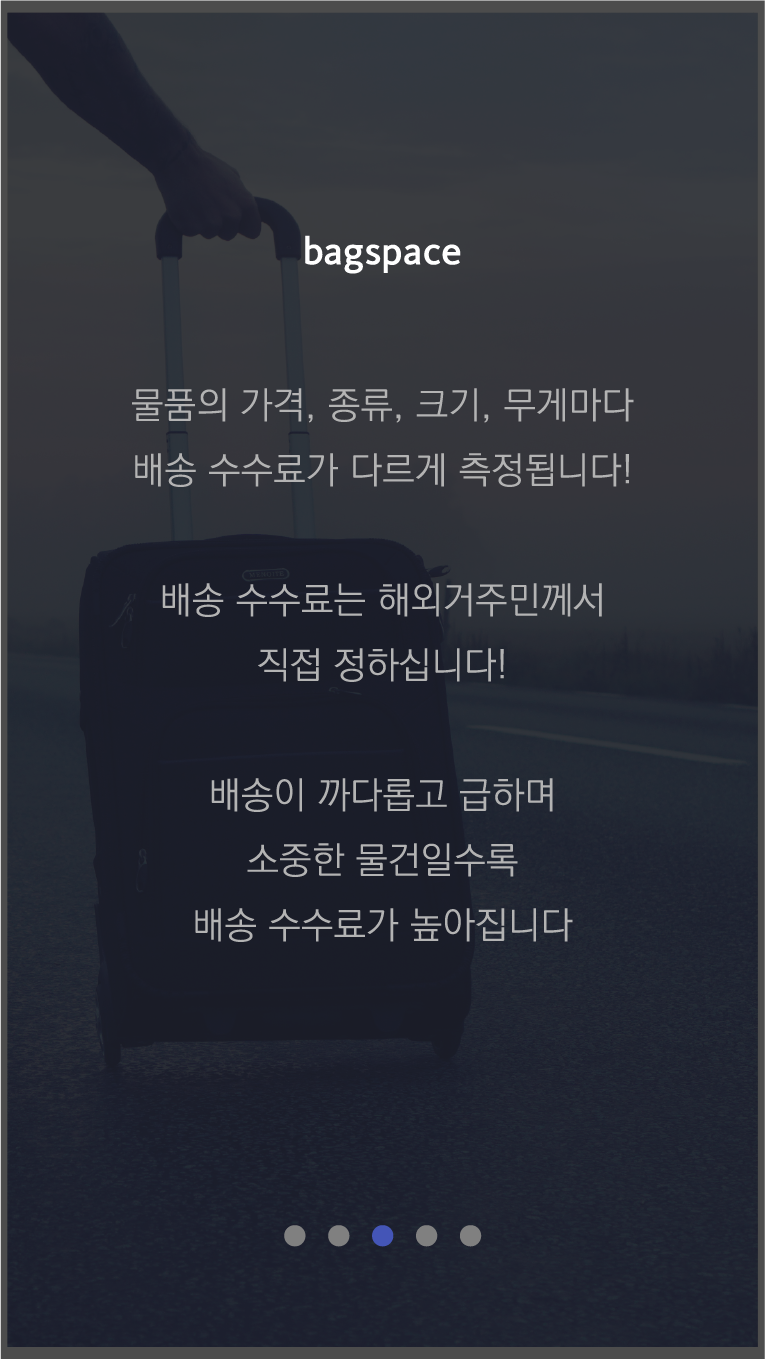 bagspace
물품의 가격, 종류, 크기, 무게마다
배송 수수료가 다르게 측정됩니다!
배송 수수료는 해외거주민께서
직접 정하십니다!
배송이 까다롭고 급하며
소중한 물건일수록
배송 수수료가 높아집니다